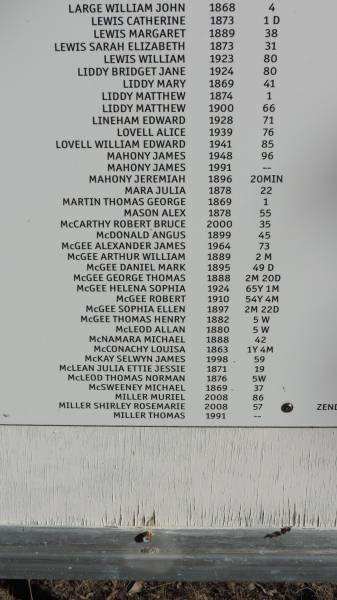 LARGE WILLIAM JOHN 1868 4
LEWIS CATHERINE 1873 1 D
LEWIS MARGARET 1889 38
LEWIS SARAH ELIZABETH 1873 31
LEWIS WILLIAM 1923 80
LIDDY BRIDGET JANE 1924 80
LIDDY MARY 1869 41
LIDDY MATTHEW 1874 1
LIDDY MATTHEW 1900 66
LINEHAM EDWARD 1928 71
LOVELL ALICE 1939 76
LOVELL WILLIAM EDWARD 1941 85
MAHONY JAMES 1948 96
MAHONY JAMES 1991 --
MAHONY JEREMIAH 1896 20MIN
MARA JULIA 1878 22
MARTIN THOMAS GEORGE 1869 1
MASON ALEX 1878 55
McCARTHY ROBERT BRUCE 2000 35
McDONALD ANGUS 1899 45
McGEE ALEXANDER JAMES 1964 73
McGEE ARTHUR WILLIAM 1889 2 M
McGEE DANIEL MARK 1895 49 D
McGEE GEORGE THOMAS 1888 2M 20D
McGEE HELENA SOPHIA 1924 65Y 1M
McGEE ROBERT 1910 54Y 4M
McGEE SOPHIA ELLEN 1897 2M 22D
McGEE THOMAS HENRY 1882 5 W
McLEOD ALLAN 1880 5 W
McNAMARA MICHAEL 1888 42
McCONACHY LOUISA 1863 1Y 4M
McKAY SELWYN JAMES 1998 59
McLEAN JULIA ETTIE JESSIE 1871 19
McLEOD THOMAS NORMAN 1876 5W
McSWEENEY MICHAEL 1869 37
MILLER MURIEL 2008 86
MILLER SHIRLEY ROSEMARIE 2008 57 ZEND
MILLER THOMAS 1991 --